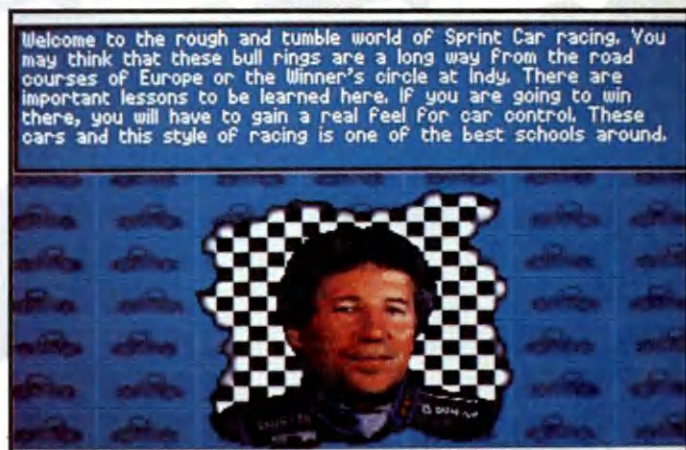 Welcome to the rough and tumble world of Sprint Car racing. You
may think that these bull rings are a long way from the road
courses of Europe or the Winner's circle at Indy. There are
important lessons to be learned here. If you are going to win
there, you will have to gain a real feel for car control. These
cars and this style of racing is one of the best schools around.